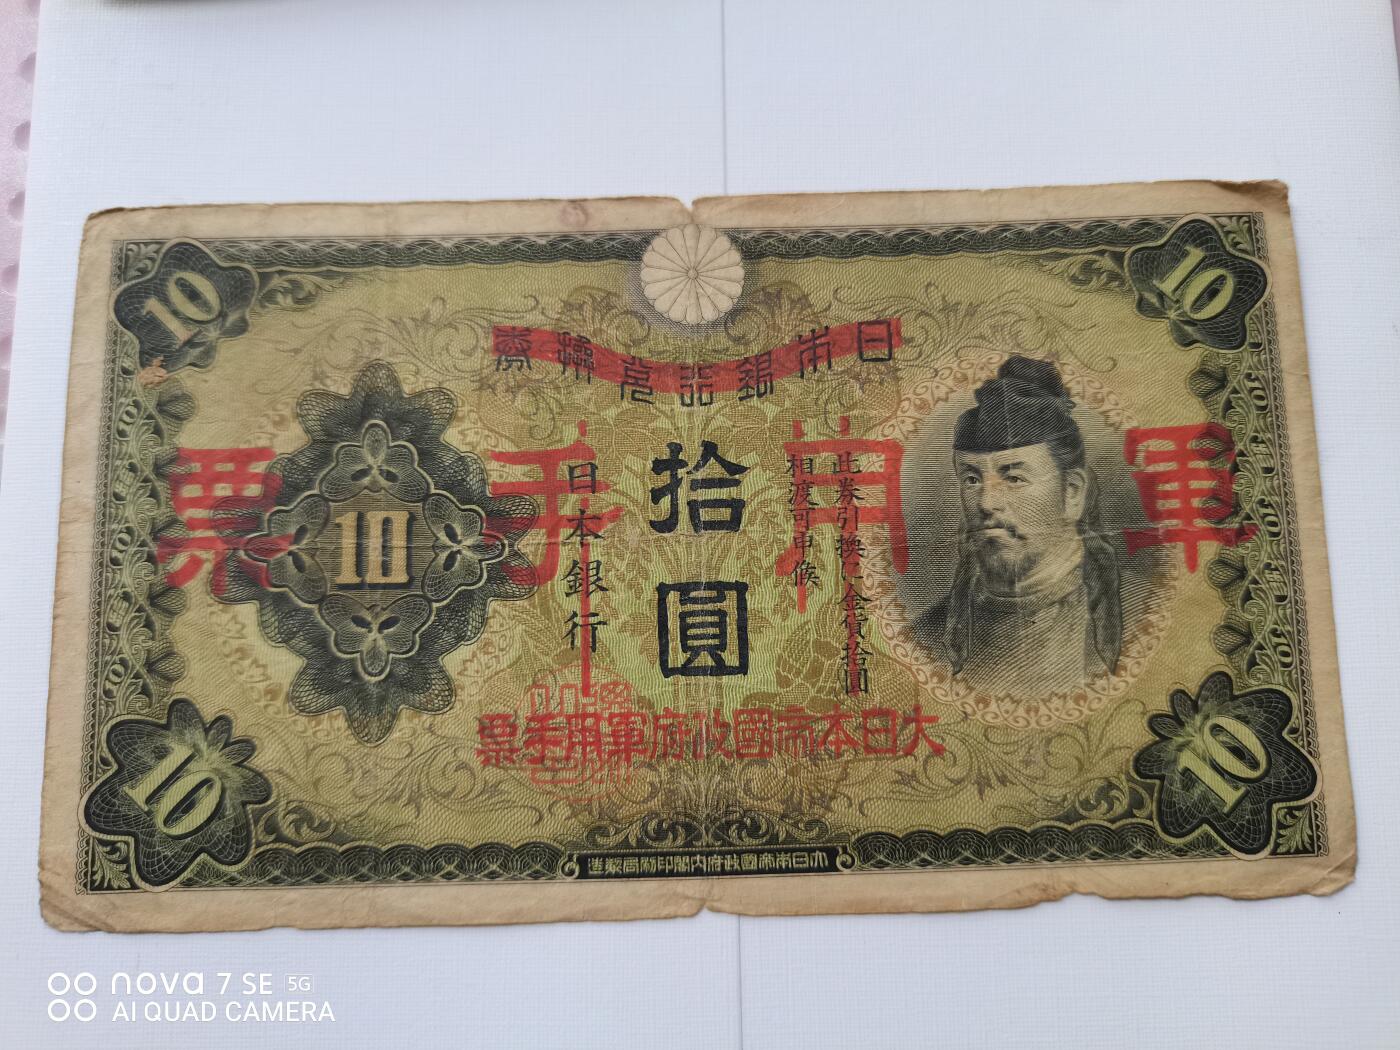 10
10
日本銀行兌換券
軍用手票
拾圓
此券引換に金貨拾圓
相渡可申候
日本銀行
10
大日本帝國政府軍用手票
10
10
大日本帝國政府内閣印刷局製造
nova 7 SE 5G
AI QUAD CAMERA